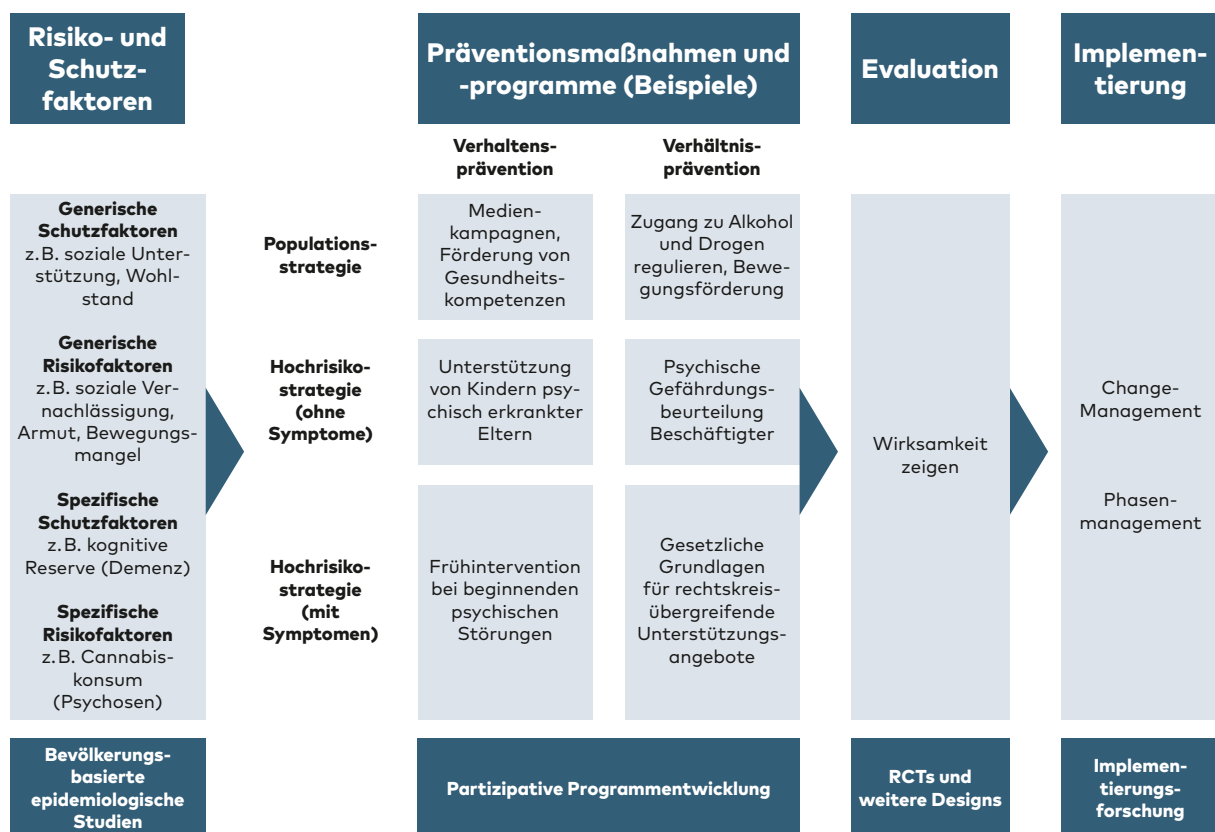 Risiko- und
Schutz-
faktoren
Präventionsmaßnahmen und
-programme (Beispiele)
Evaluation
Implemen-
tierung
Verhaltens-
prävention
Verhältnis-
prävention
Generische
Schutzfaktoren
z.B. soziale Unter-
stützung, Wohl-
stand
Generische
Risikofaktoren
z.B. soziale Ver-
nachlässigung,
Armut, Bewegungs-
mangel
Spezifische
Schutzfaktoren
z.B. kognitive
Reserve (Demenz)
Spezifische
Risikofaktoren
z.B. Cannabis-
konsum
(Psychosen)
Populations-
strategie
Medien-
kampagnen,
Förderung von
Gesundheits-
kompetenzen
Zugang zu Alkohol
und Drogen
regulieren, Bewe-
gungsförderung
Hochrisiko-
strategie
(ohne
Symptome)
Unterstützung
von Kindern psy-
chisch erkrankter
Eltern
Psychische
Gefährdungs-
beurteilung
Beschäftigter
Hochrisiko-
strategie
(mit
Symptomen)
Frühintervention
bei beginnenden
psychischen
Störungen
Gesetzliche
Grundlagen
für rechtskreis-
übergreifende
Unterstützungs-
angebote
Wirksamkeit
zeigen
Change-
Management
Phasen-
management
Bevölkerungs-
basierte
epidemiologische
Studien
Partizipative Programmentwicklung
RCTs und
weitere Designs
Implemen-
tierungs-
forschung